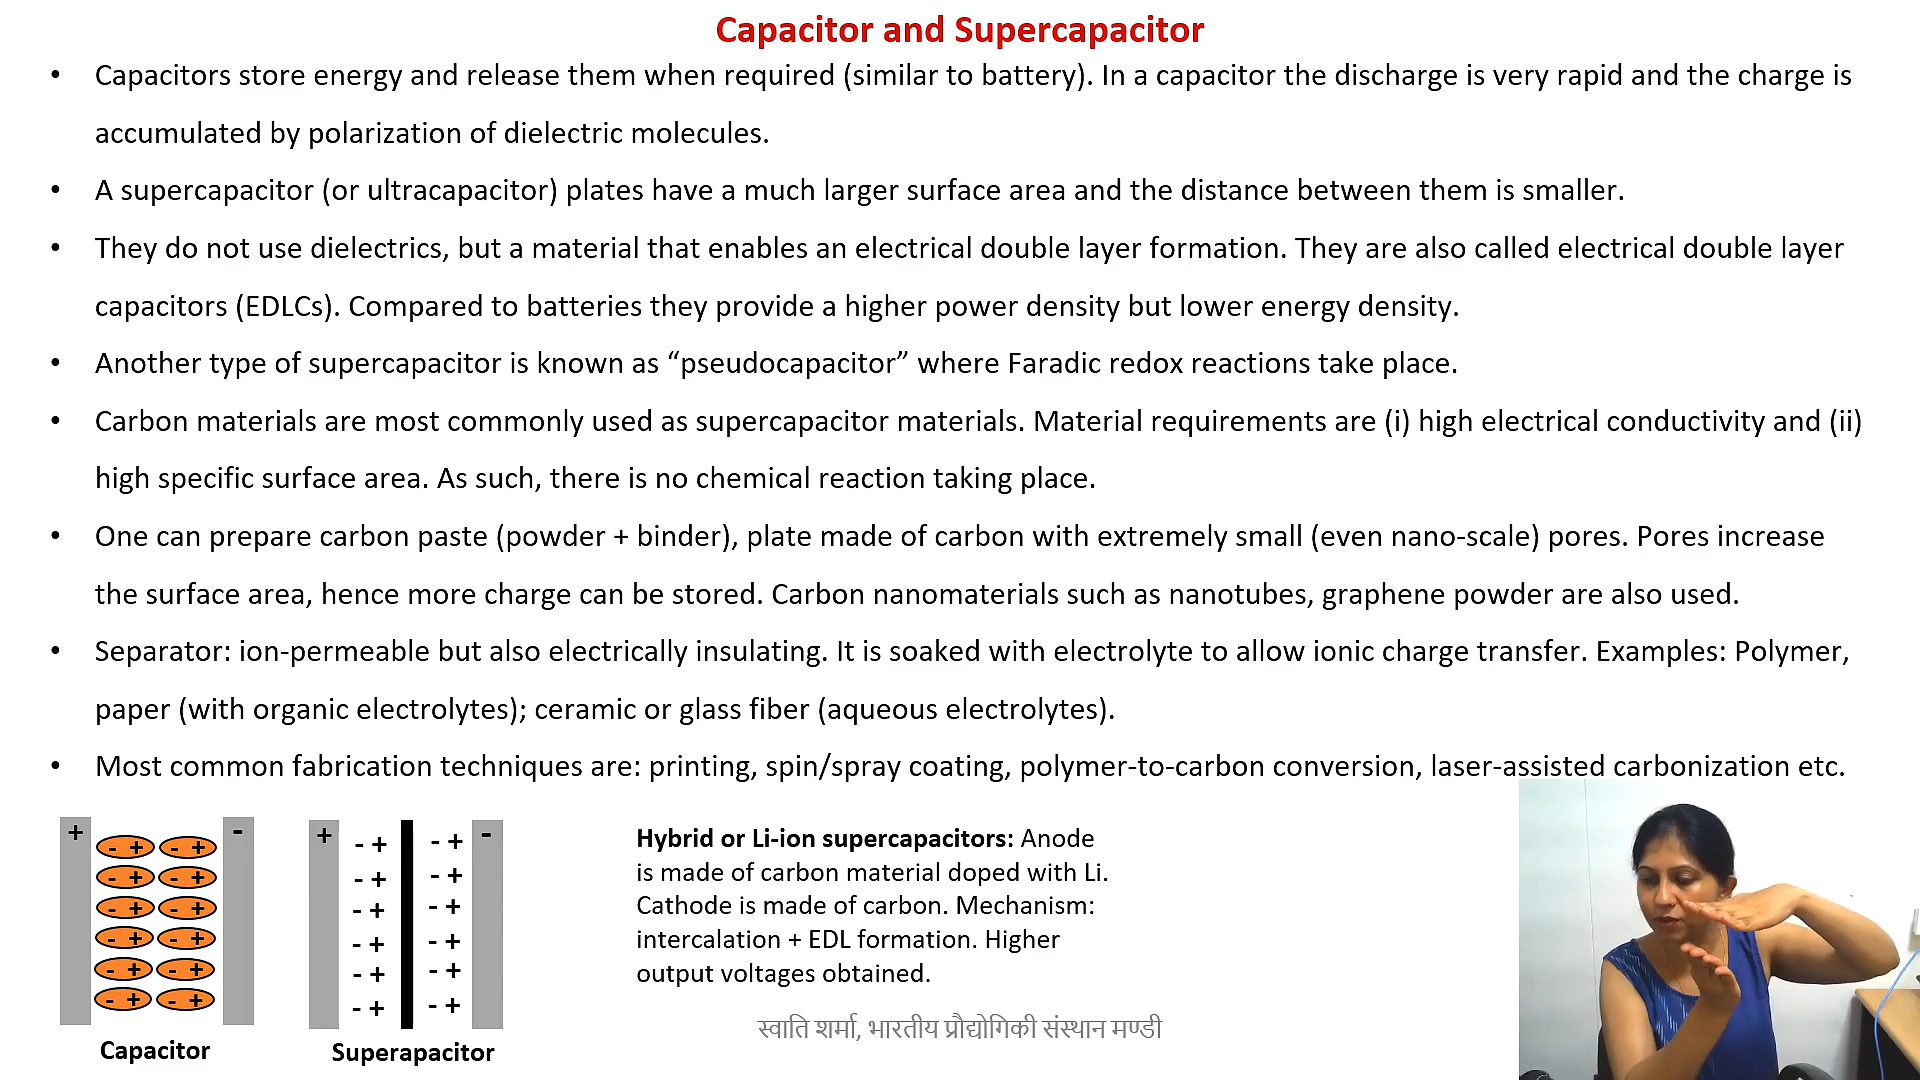 Capacitor and Supercapacitor
• Capacitors store energy and release them when required (similar to battery). In a capacitor the discharge is very rapid and the charge is
accumulated by polarization of dielectric molecules.
• A supercapacitor (or ultracapacitor) plates have a much larger surface area and the distance between them is smaller.
• They do not use dielectrics, but a material that enables an electrical double layer formation. They are also called electrical double layer
capacitors (EDLCs). Compared to batteries they provide a higher power density but lower energy density.
• Another type of supercapacitor is known as “pseudocapacitor” where Faradic redox reactions take place.
• Carbon materials are most commonly used as supercapacitor materials. Material requirements are (i) high electrical conductivity and (ii)
high specific surface area. As such, there is no chemical reaction taking place.
• One can prepare carbon paste (powder + binder), plate made of carbon with extremely small (even nano-scale) pores. Pores increase
the surface area, hence more charge can be stored. Carbon nanomaterials such as nanotubes, graphene powder are also used.
• Separator: ion-permeable but also electrically insulating. It is soaked with electrolyte to allow ionic charge transfer. Examples: Polymer,
paper (with organic electrolytes); ceramic or glass fiber (aqueous electrolytes).
• Most common fabrication techniques are: printing, spin/spray coating, polymer-to-carbon conversion, laser-assisted carbonization etc.
+ - + - + - + -
- + - + - + - +
- + - + - + - +
- + - + - + - +
- + - + - + - +
- + - + - + - +
- + - + - + - +
Capacitor
Superapacitor
Hybrid or Li-ion supercapacitors: Anode
is made of carbon material doped with Li.
Cathode is made of carbon. Mechanism:
intercalation + EDL formation. Higher
output voltages obtained.
स्वाति शर्मा, भारतीय प्रौद्योगिकी संस्थान मण्डी